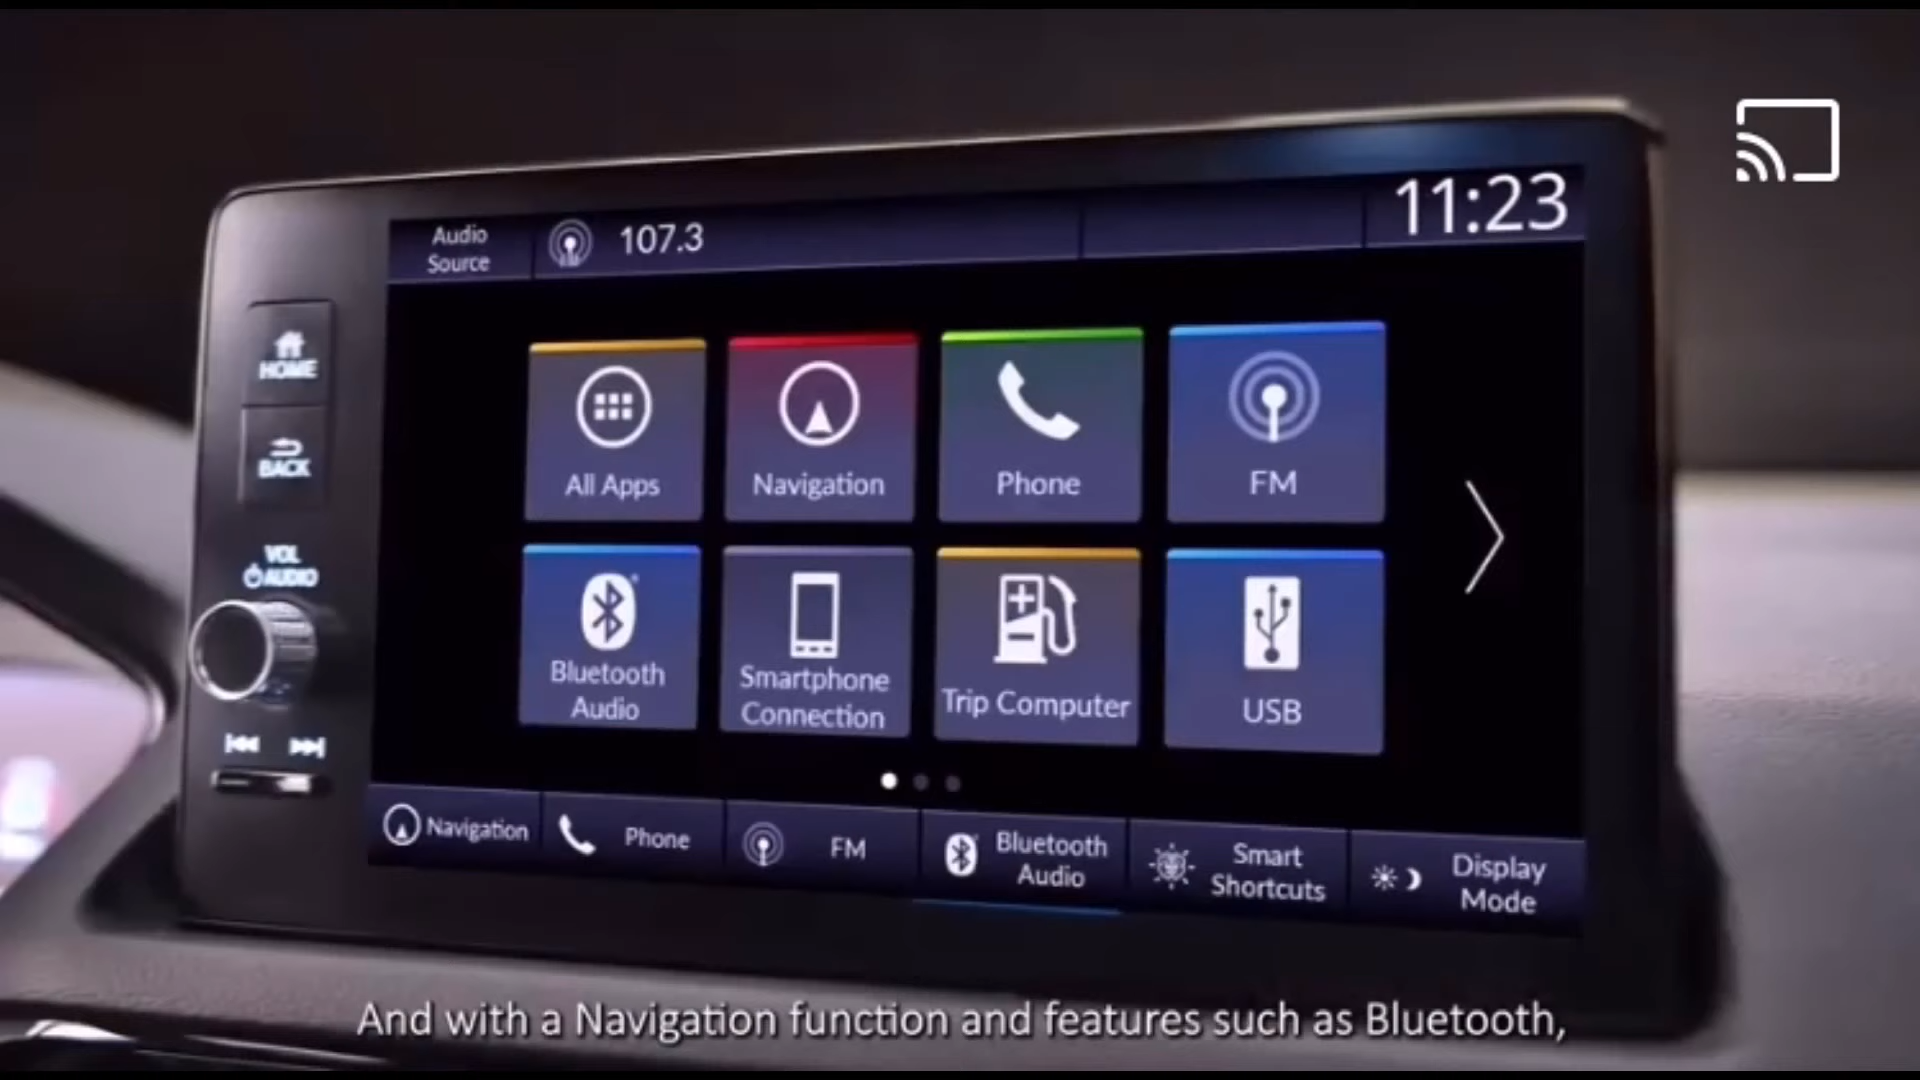 Audio
Source
107.3
11:23
HOME
BACK
VOL
AUDIO
All Apps
Navigation
Phone
FM
Bluetooth
Audio
Smartphone
Connection
Trip Computer
USB
Navigation
Phone
FM
Bluetooth
Audio
Smart
Shortcuts
Display
Mode
And with a Navigation function and features such as Bluetooth,